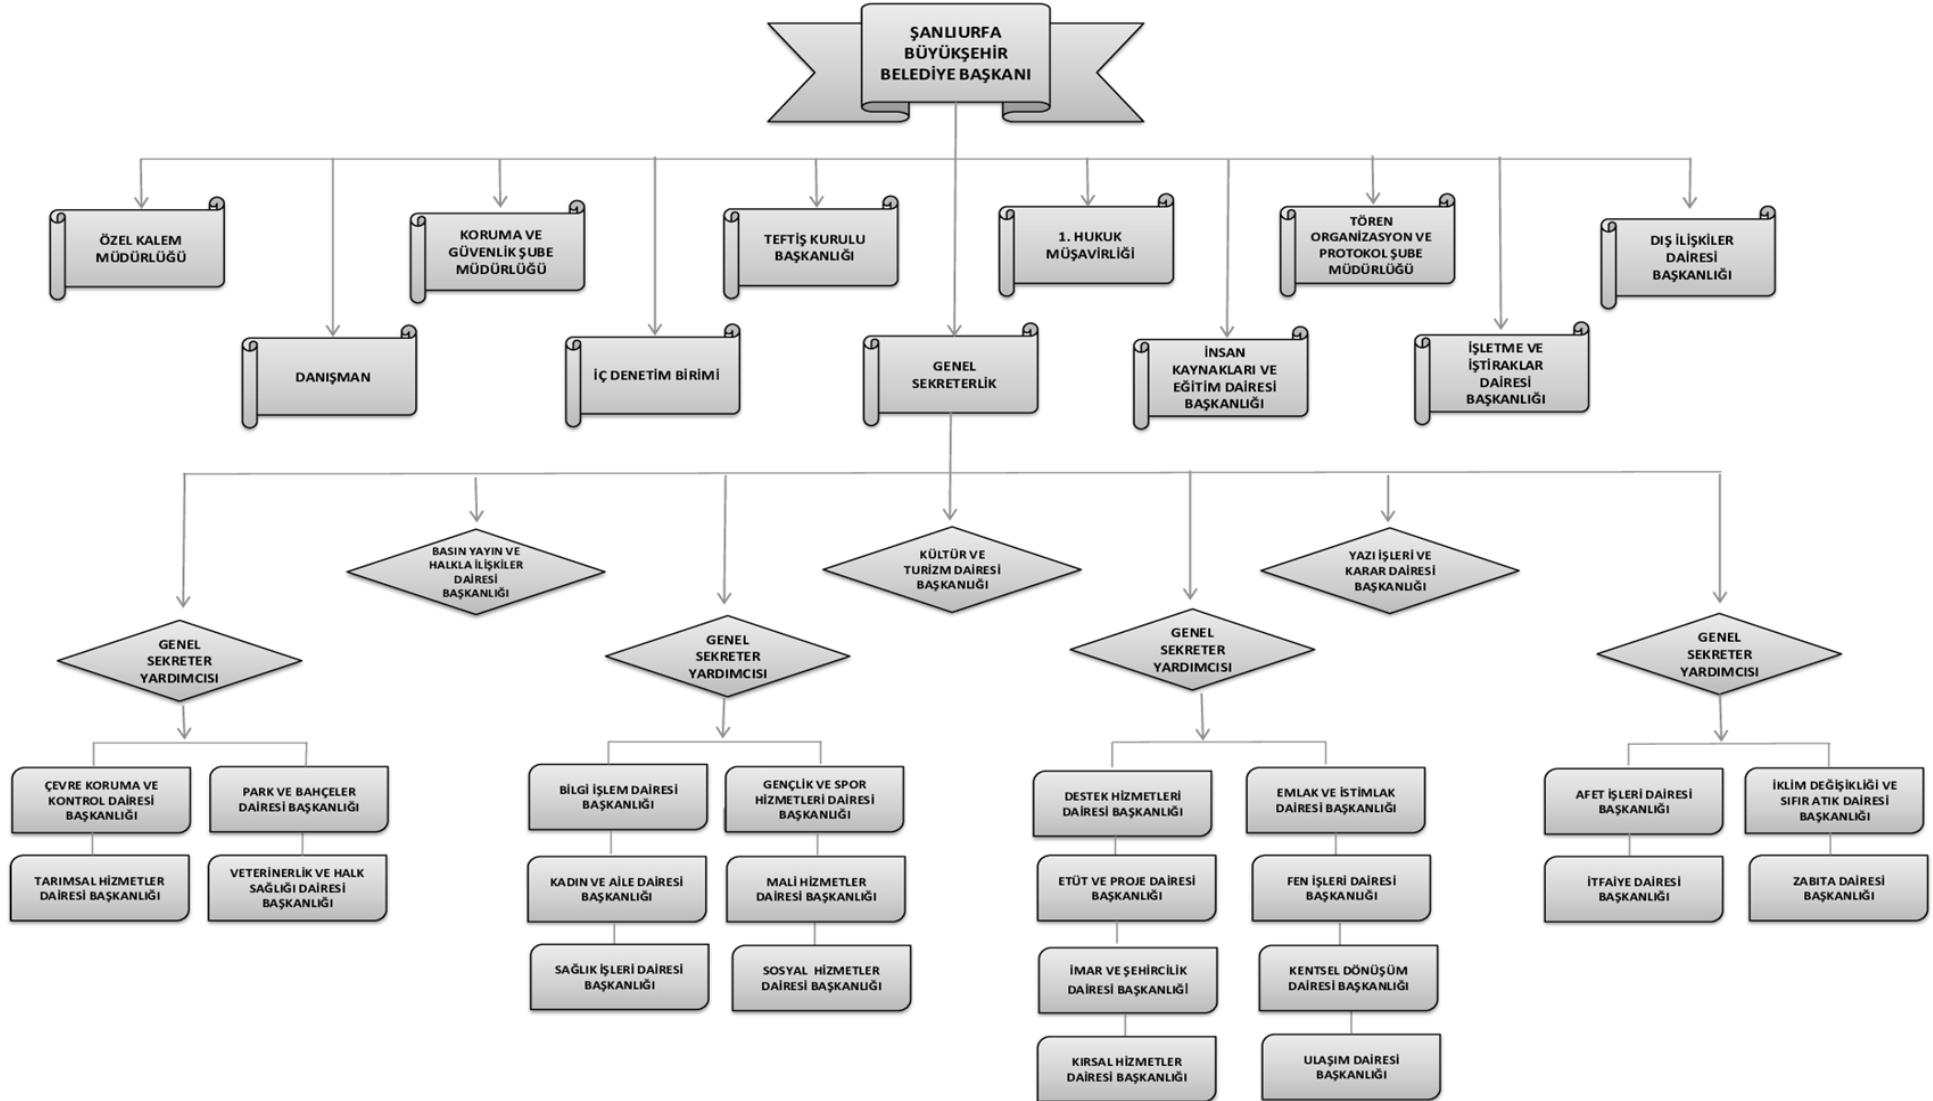 ŞANLIURFA
BÜYÜKŞEHİR
BELEDİYE BAŞKANI
ÖZEL KALEM
MÜDÜRLÜĞÜ
KORUMA VE
GÜVENLİK ŞUBE
MÜDÜRLÜĞÜ
TEFTİŞ KURULU
BAŞKANLIĞI
1. HUKUK
MÜŞAVİRLİĞİ
TÖREN
ORGANİZASYON VE
PROTOKOL ŞUBE
MÜDÜRLÜĞÜ
DIŞ İLİŞKİLER
DAİRESİ
BAŞKANLIĞI
DANIŞMAN
İÇ DENETİM BİRİMİ
GENEL
SEKRETERLİK
İNSAN
KAYNAKLARI VE
EĞİTİM DAİRESİ
BAŞKANLIĞI
İŞLETME VE
İŞTİRAKLAR
DAİRESİ
BAŞKANLIĞI
BASIN YAYIN VE
HALKLA İLİŞKİLER
DAİRESİ
BAŞKANLIĞI
KÜLTÜR VE
TURİZM DAİRESİ
BAŞKANLIĞI
YAZI İŞLERİ VE
KARAR DAİRESİ
BAŞKANLIĞI
GENEL
SEKRETER
YARDIMCISI
GENEL
SEKRETER
YARDIMCISI
GENEL
SEKRETER
YARDIMCISI
GENEL
SEKRETER
YARDIMCISI
ÇEVRE KORUMA VE
KONTROL DAİRESİ
BAŞKANLIĞI
PARK VE BAHÇELER
DAİRESİ BAŞKANLIĞI
BİLGİ İŞLEM DAİRESİ
BAŞKANLIĞI
GENÇLİK VE SPOR
HİZMETLERİ DAİRESİ
BAŞKANLIĞI
DESTEK HİZMETLERİ
DAİRESİ BAŞKANLIĞI
EMLAK VE İSTİMLAK
DAİRESİ BAŞKANLIĞI
AFET İŞLERİ DAİRESİ
BAŞKANLIĞI
İKLİM DEĞİŞİKLİĞİ VE
SIFIR ATIK DAİRESİ
BAŞKANLIĞI
TARIMSAL HİZMETLER
DAİRESİ BAŞKANLIĞI
VETERİNERLİK VE HALK
SAĞLIĞI DAİRESİ
BAŞKANLIĞI
KADIN VE AİLE DAİRESİ
BAŞKANLIĞI
MALİ HİZMETLER
DAİRESİ BAŞKANLIĞI
ETÜT VE PROJE DAİRESİ
BAŞKANLIĞI
FEN İŞLERİ DAİRESİ
BAŞKANLIĞI
İTFAİYE DAİRESİ
BAŞKANLIĞI
ZABITA DAİRESİ
BAŞKANLIĞI
SAĞLIK İŞLERİ DAİRESİ
BAŞKANLIĞI
SOSYAL HİZMETLER
DAİRESİ BAŞKANLIĞI
İMAR VE ŞEHİRCİLİK
DAİRESİ BAŞKANLIĞİ
KENTSEL DÖNÜŞÜM
DAİRESİ BAŞKANLIĞI
KIRSAL HİZMETLER
DAİRESİ BAŞKANLIĞI
ULAŞIM DAİRESİ
BAŞKANLIĞI